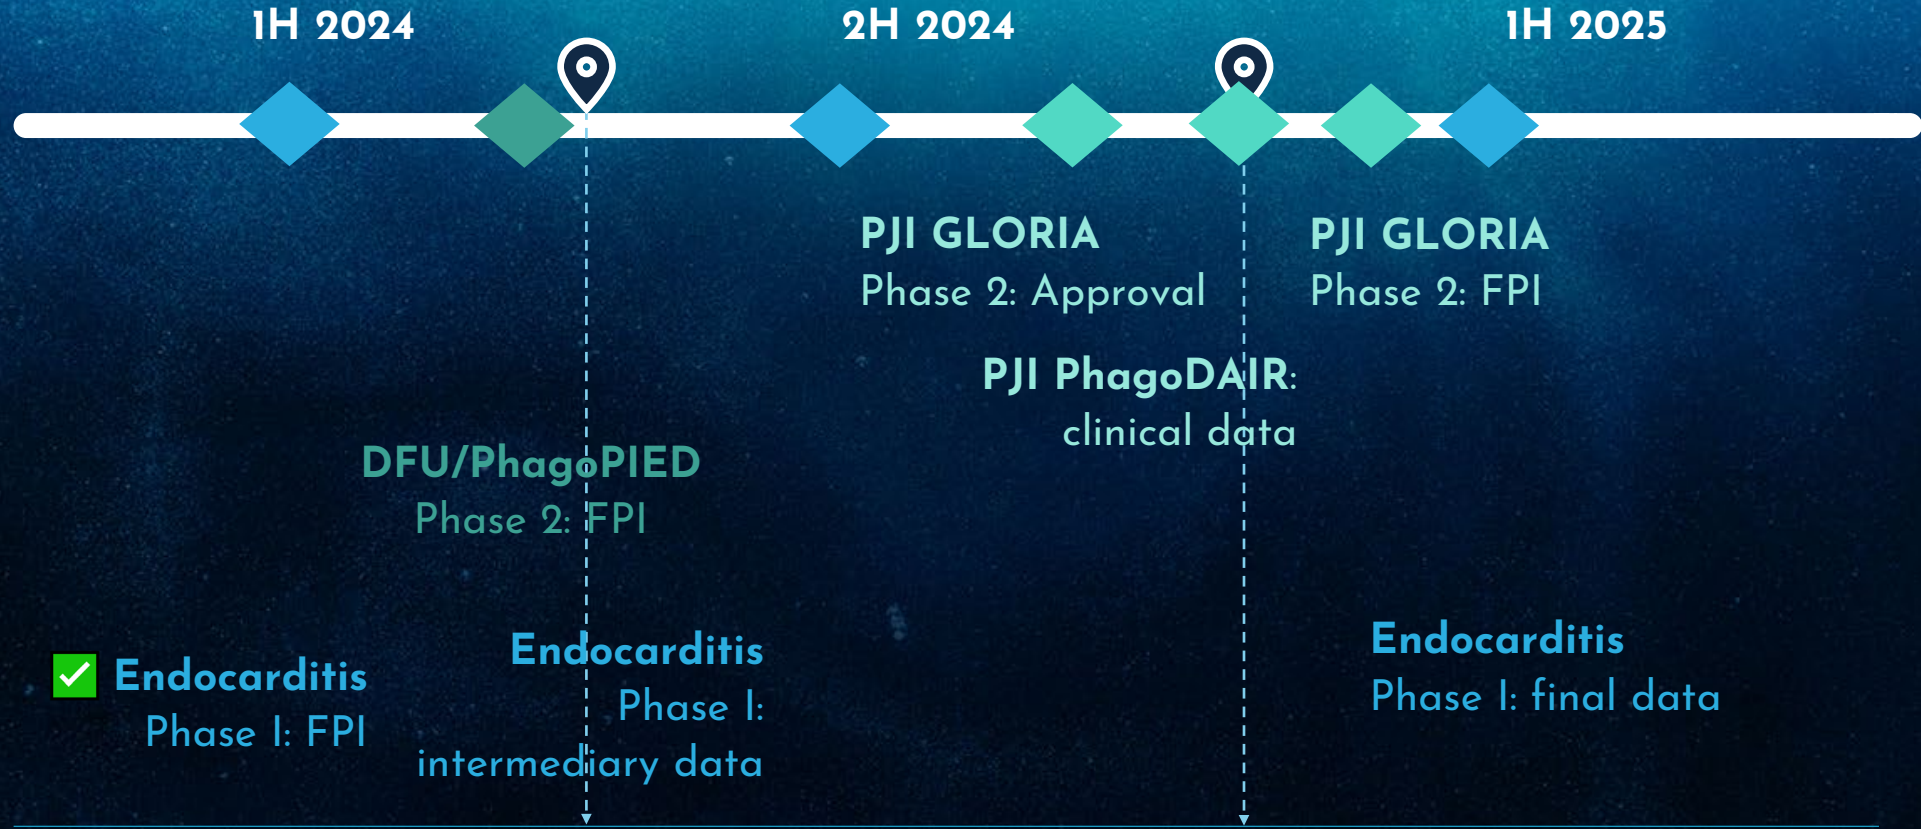 1H 2024
2H 2024
1H 2025
PJI GLORIA
Phase 2: Approval
PJI GLORIA
Phase 2: FPI
PJI PhagoDAIR:
clinical data
DFU/PhagoPIED
Phase 2: FPI
Endocarditis
Phase I: FPI
Endocarditis
Phase I:
intermediary data
Endocarditis
Phase I: final data